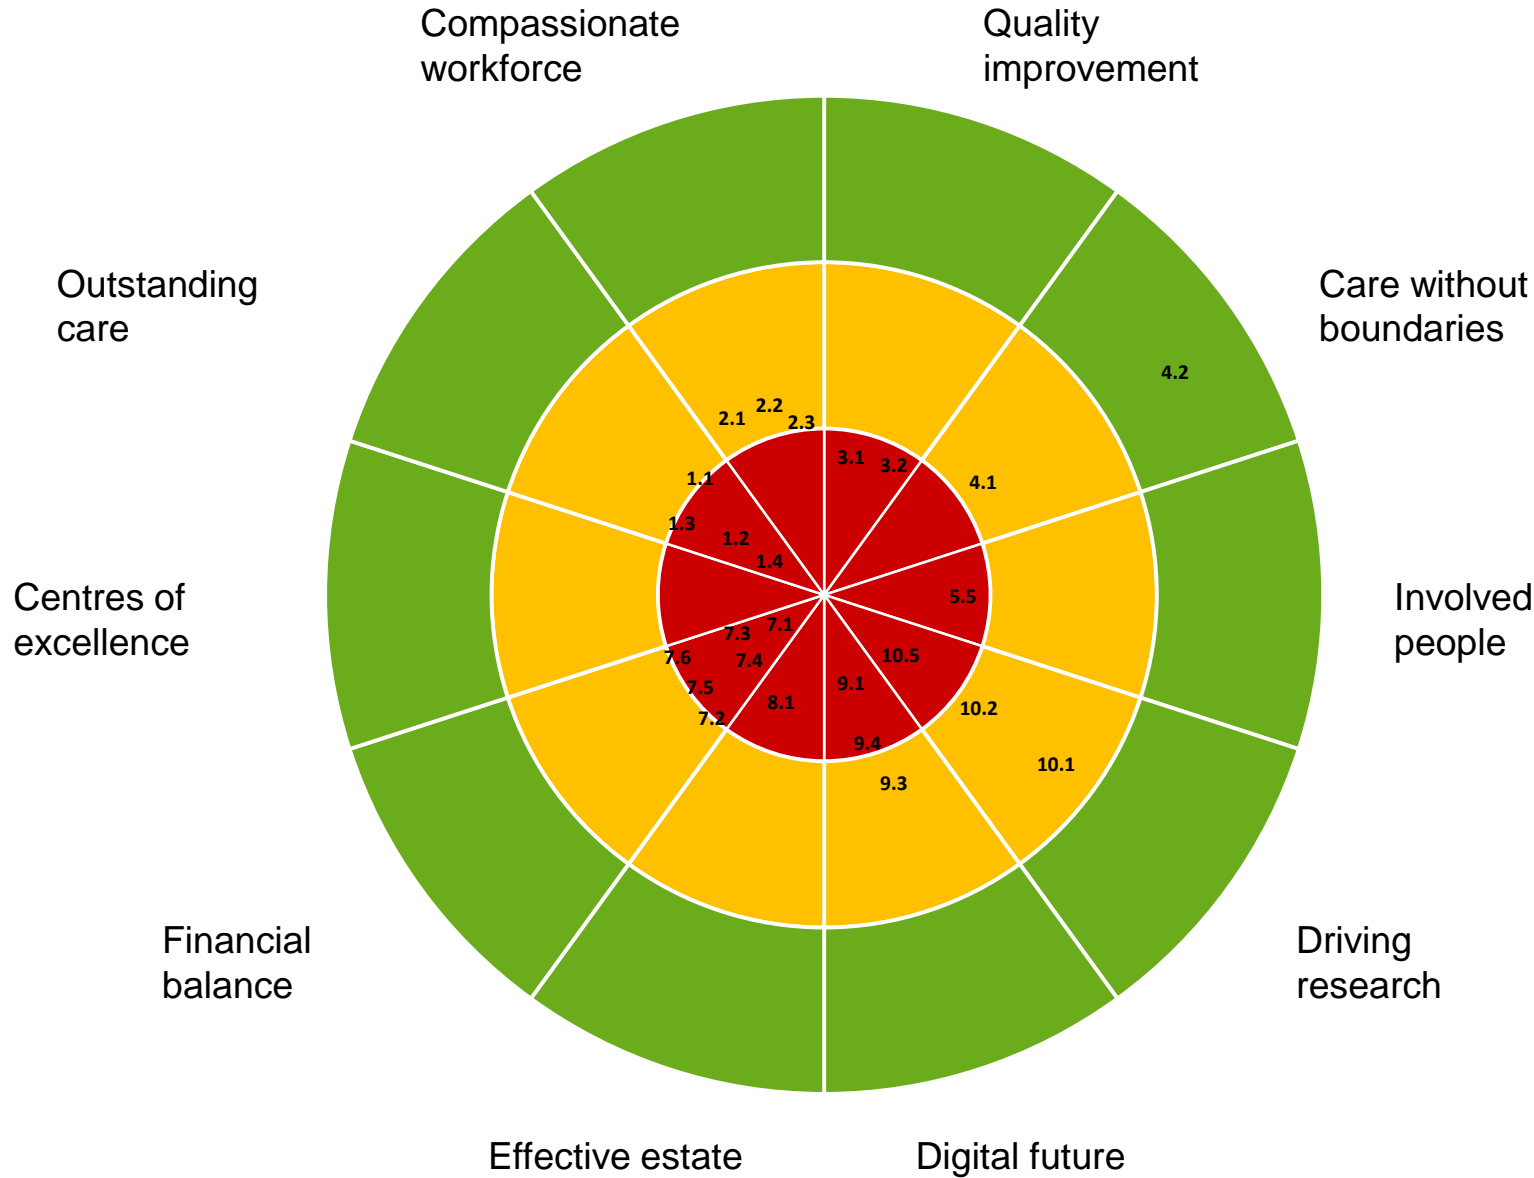 Compassionate
workforce
Quality
improvement
Outstanding
care
Care without
boundaries
4.2
2.2
2.1
2.3
3.1
3.2
1.1
4.1
1.3
1.2
1.4
Centres of
excellence
5.5
Involved
people
7.1
7.3
7.6
7.4
10.5
7.5
9.1
8.1
10.2
7.2
9.4
10.1
9.3
Financial
balance
Driving
research
Effective estate
Digital future